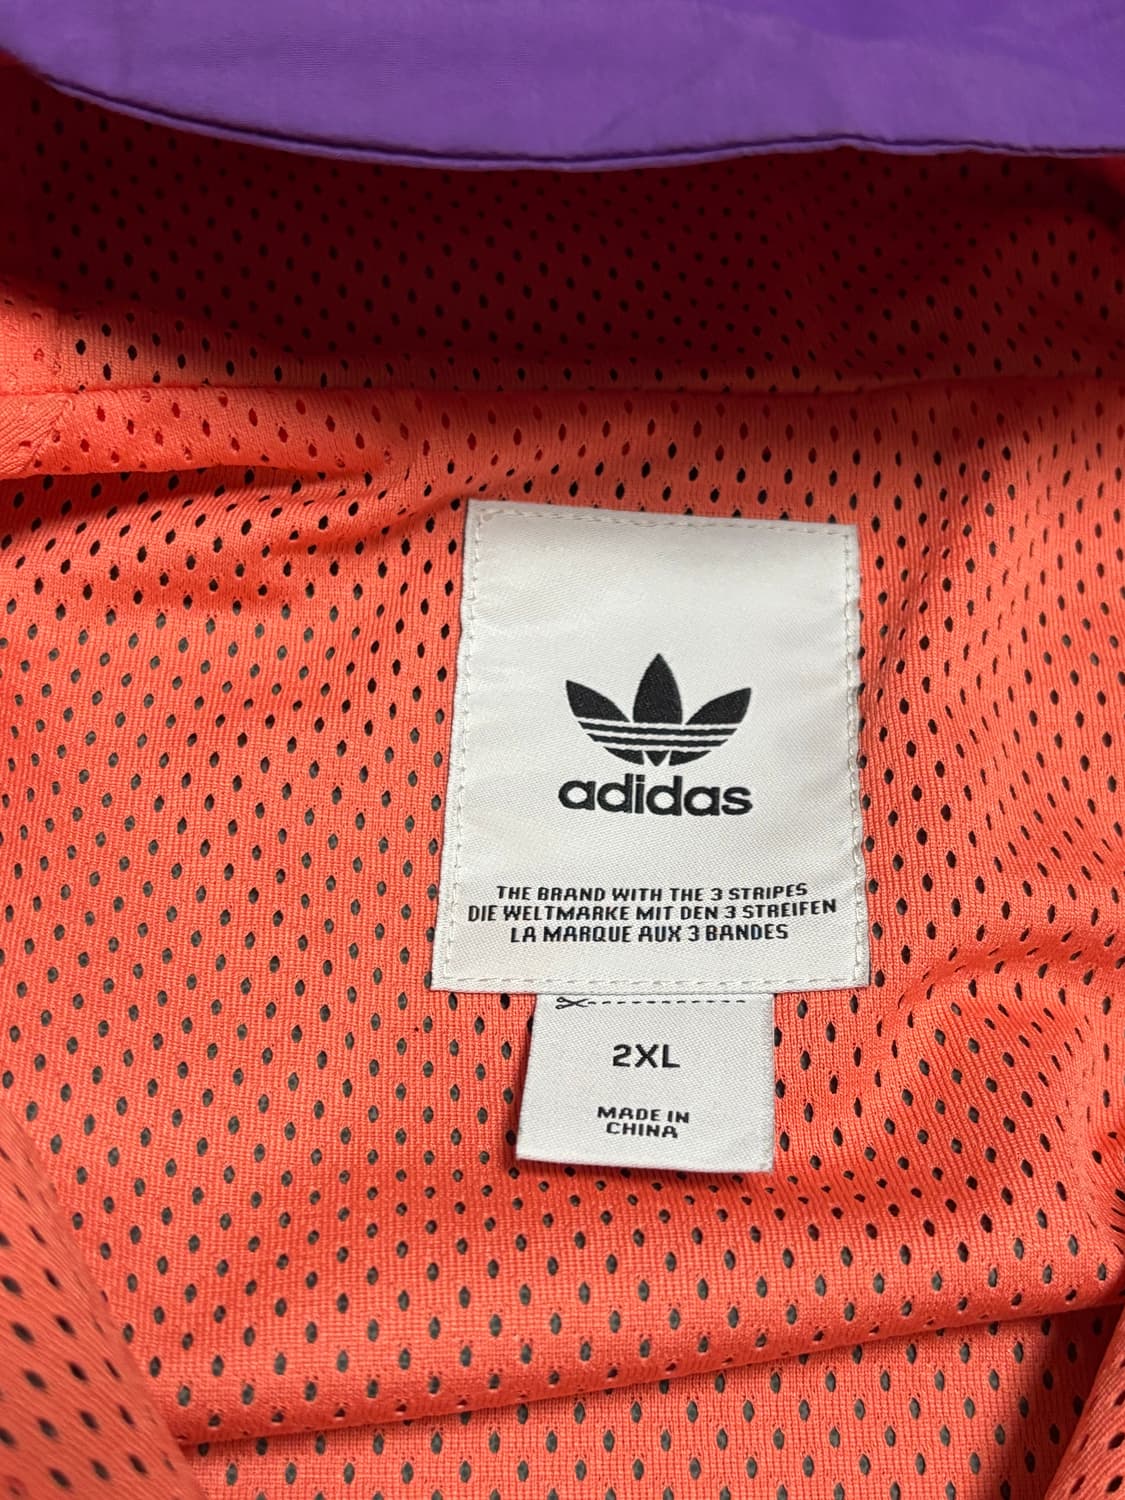 adidas
THE BRAND WITH THE 3 STRIPES
DIE WELTMARKE MIT DEN 3 STREIFEN
LA MARQUE AUX 3 BANDES
2XL
MADE IN
CHINA